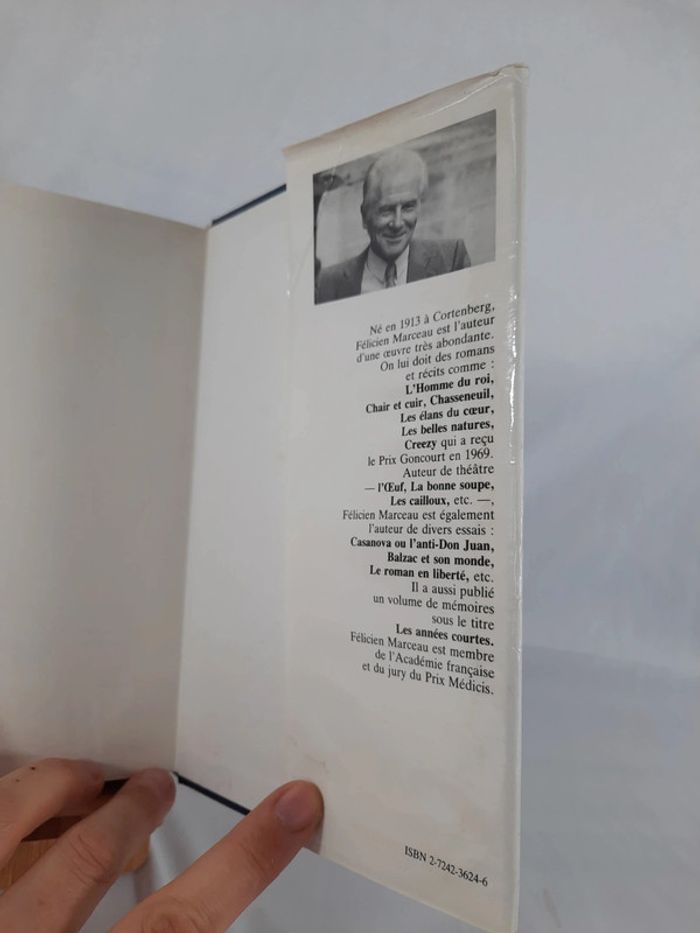 Né en 1913 à Cortenberg,
Félicien Marceau est l'auteur
d'une œuvre très abondante.
On lui doit des romans
et récits comme :
L'Homme du roi,
Chair et cuir, Chasseneuil,
Les élans du cœur,
Les belles natures,
Creezy qui a reçu
le Prix Goncourt en 1969.
Auteur de théâtre
— l'Œuf, La bonne soupe,
Les cailloux, etc. —,
Félicien Marceau est également
l'auteur de divers essais :
Casanova ou l'anti-Don Juan,
Balzac et son monde,
Le roman en liberté, etc.
Il a aussi publié
un volume de mémoires
sous le titre
Les années courtes.
Félicien Marceau est membre
de l'Académie française
et du jury du Prix Médicis.
ISBN 2-7242-3624-6